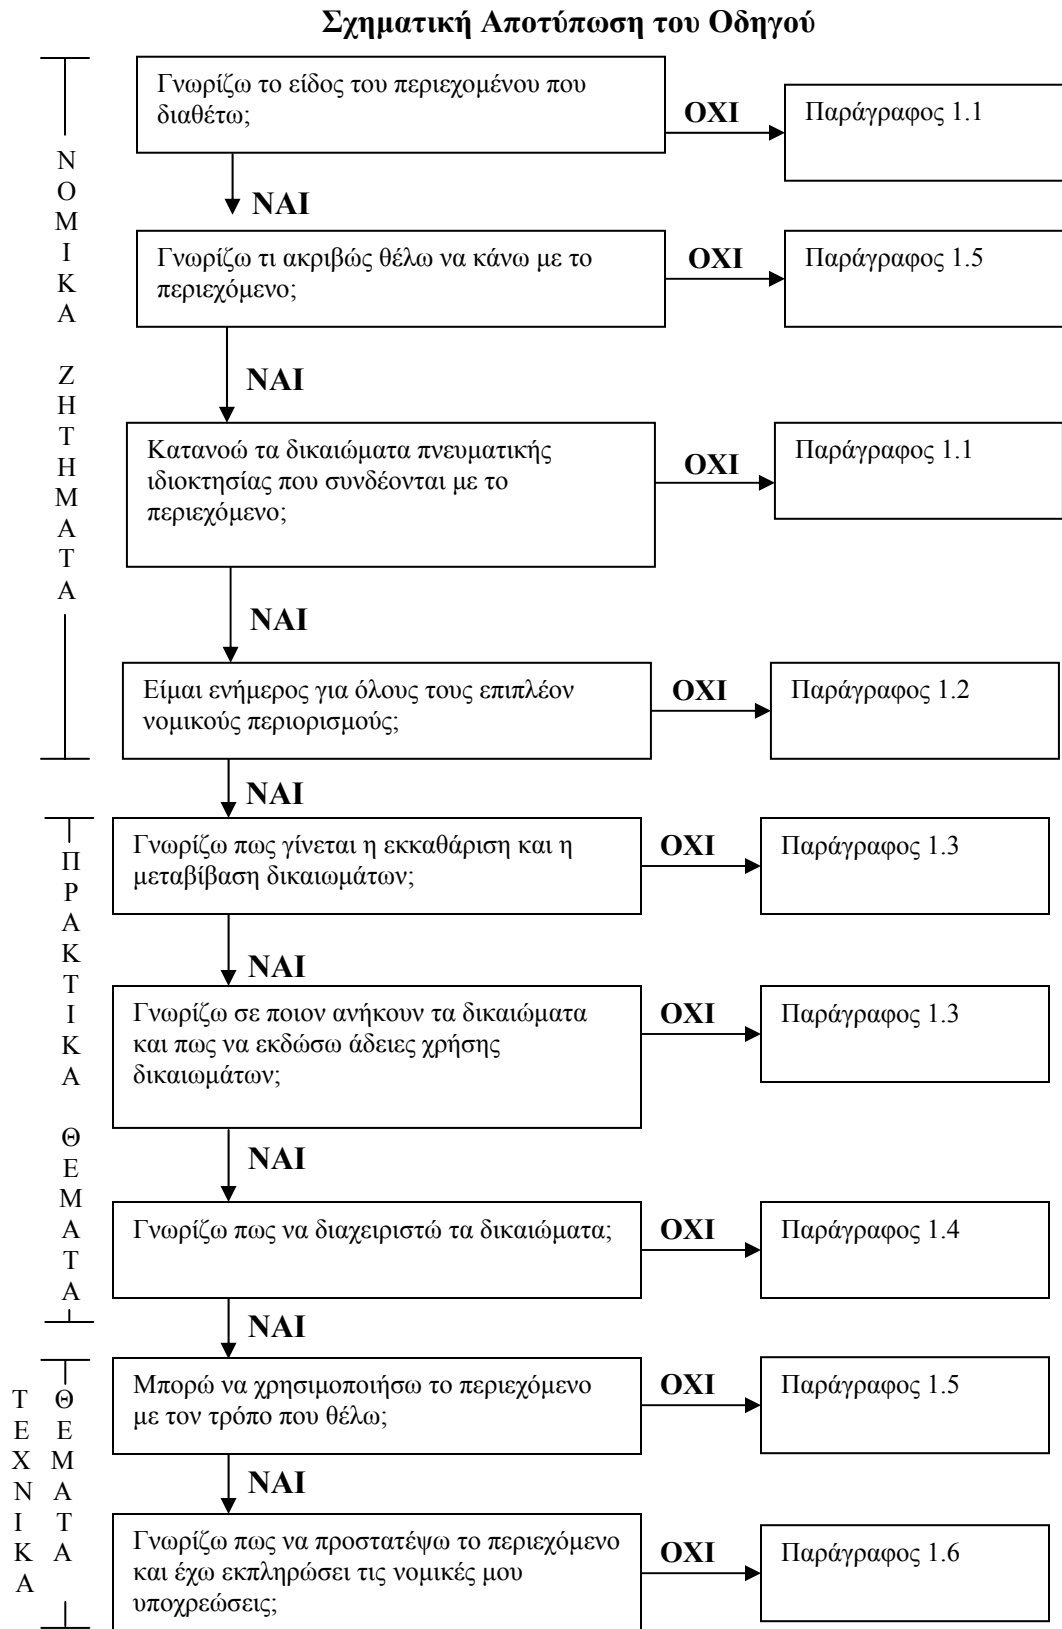 Σχηματική Αποτύπωση του Οδηγού
ΝΟΜΙΚΑ ΖΗΤΗΜΑΤΑ
Γνωρίζω το είδος του περιεχομένου που
διαθέτω;
ΟΧΙ
Παράγραφος 1.1
ΝΑΙ
Γνωρίζω τι ακριβώς θέλω να κάνω με το
περιεχόμενο;
ΟΧΙ
Παράγραφος 1.5
ΝΑΙ
Κατανοώ τα δικαιώματα πνευματικής
ιδιοκτησίας που συνδέονται με το
περιεχόμενο;
ΟΧΙ
Παράγραφος 1.1
ΝΑΙ
Είμαι ενήμερος για όλους τους επιπλέον
νομικούς περιορισμούς;
ΟΧΙ
Παράγραφος 1.2
ΝΑΙ
ΠΡΑΚΤΙΚΑ ΘΕΜΑΤΑ
Γνωρίζω πως γίνεται η εκκαθάριση και η
μεταβίβαση δικαιωμάτων;
ΟΧΙ
Παράγραφος 1.3
ΝΑΙ
Γνωρίζω σε ποιον ανήκουν τα δικαιώματα
και πως να εκδώσω άδειες χρήσης
δικαιωμάτων;
ΟΧΙ
Παράγραφος 1.3
ΝΑΙ
Γνωρίζω πως να διαχειριστώ τα δικαιώματα;
ΟΧΙ
Παράγραφος 1.4
ΝΑΙ
ΤΕΧΝΙΚΑ
ΘΕΜΑΤΑ
Μπορώ να χρησιμοποιήσω το περιεχόμενο
με τον τρόπο που θέλω;
ΟΧΙ
Παράγραφος 1.5
ΝΑΙ
Γνωρίζω πως να προστατέψω το περιεχόμενο
και έχω εκπληρώσει τις νομικές μου
υποχρεώσεις;
ΟΧΙ
Παράγραφος 1.6